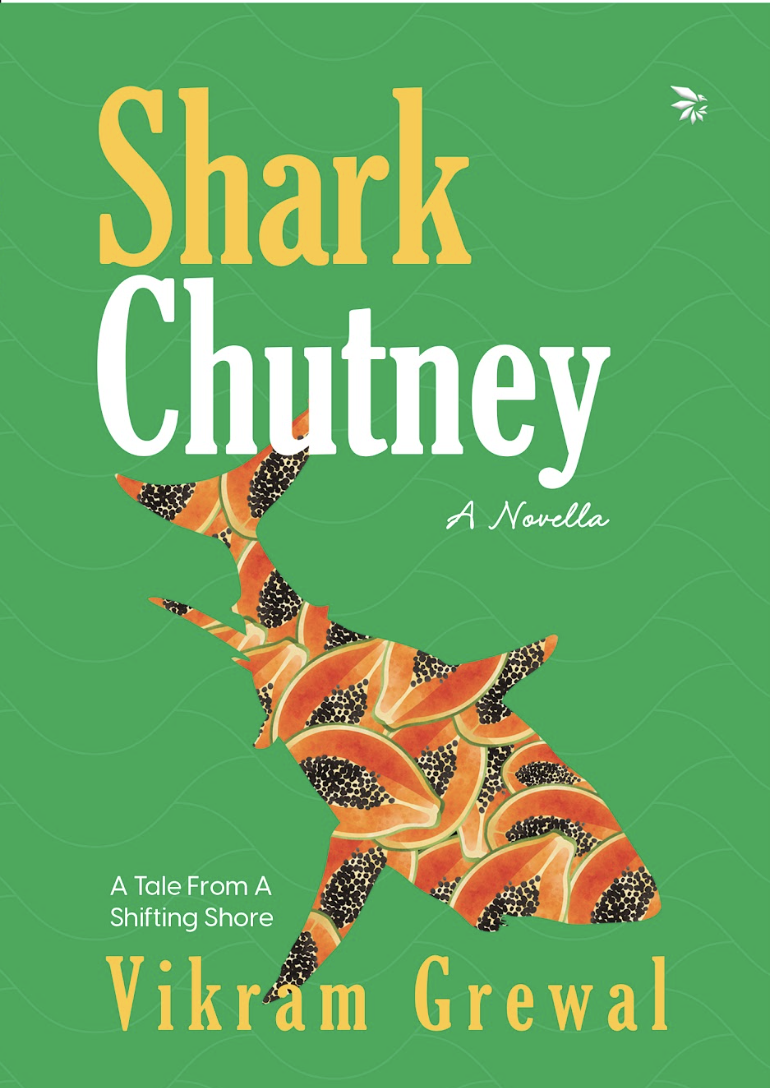 Shark
Chutney
A Novella
A Tale From A
Shifting Shore
Vikram Grewal